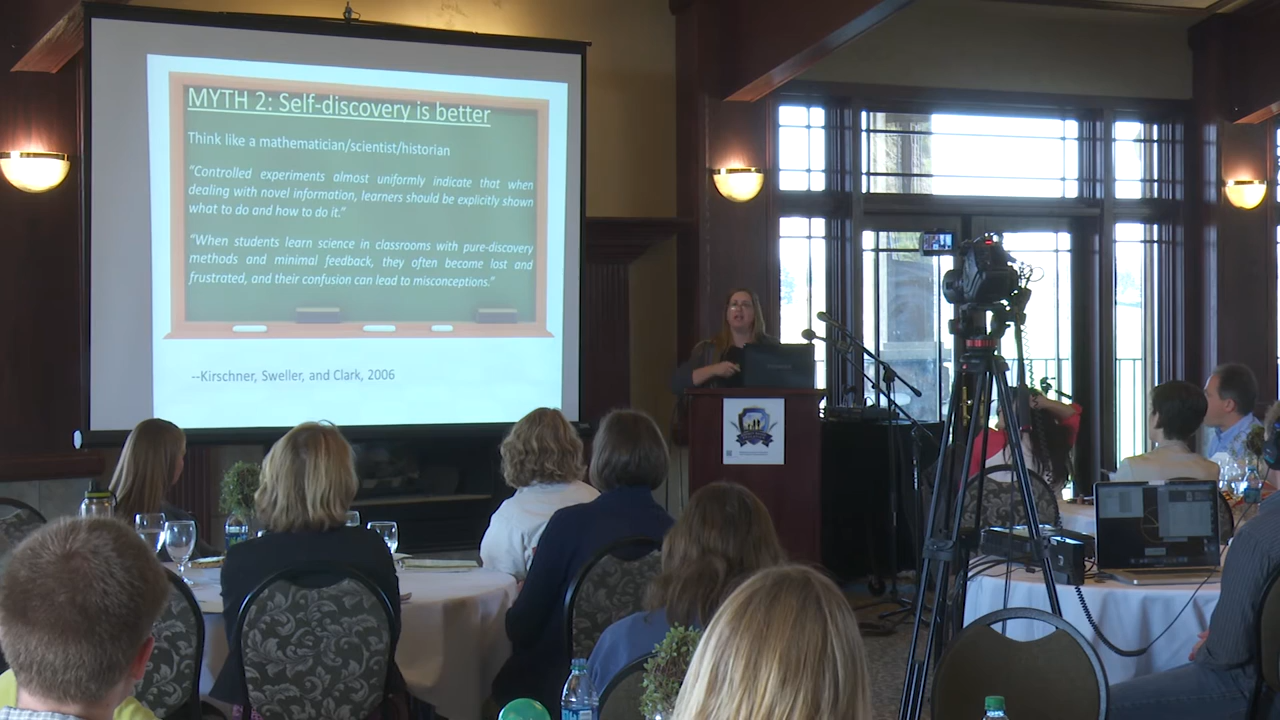 MYTH 2: Self-discovery is better
Think like a mathematician/scientist/historian
“Controlled experiments almost uniformly indicate that when
dealing with novel information, learners should be explicitly shown
what to do and how to do it.”
“When students learn science in classrooms with pure-discovery
methods and minimal feedback, they often become lost and
frustrated, and their confusion can lead to misconceptions.”
--Kirschner, Sweller, and Clark, 2006